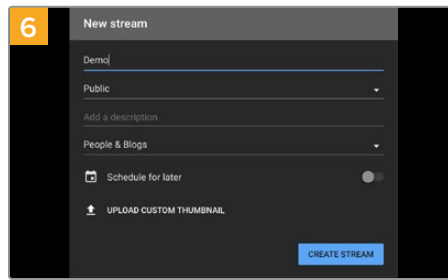 6
New stream
Demo
Public
Add a description
People & Blogs
Schedule for later
UPLOAD CUSTOM THUMBNAIL
CREATE STREAM